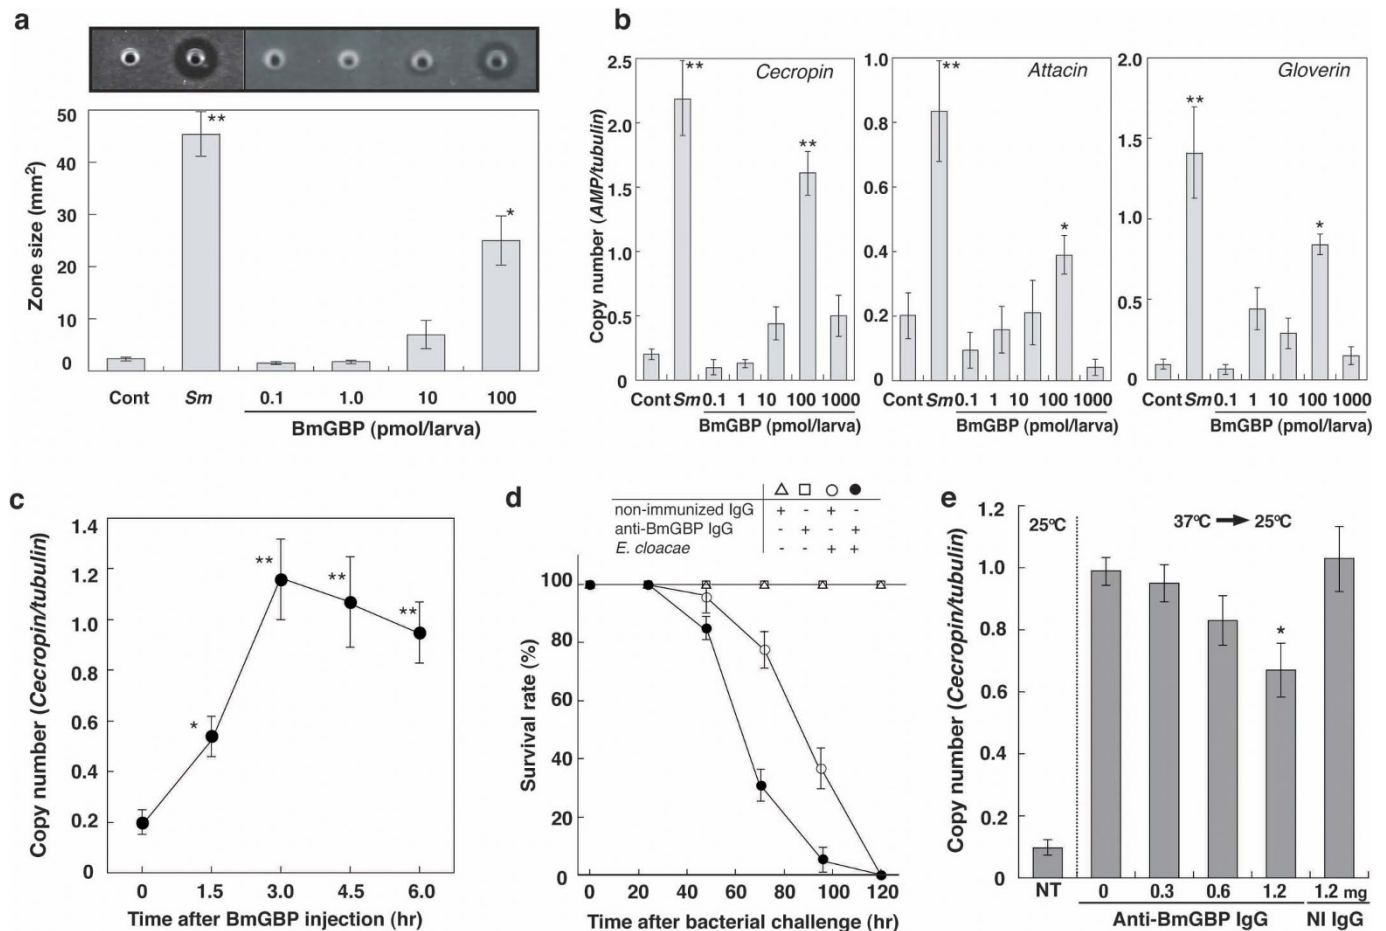 a
50
40
30
20
10
0
Zone size (mm²)
**
*
Cont Sm 0.1 1.0 10 100
BmGBP (pmol/larva)
b
Copy number (AMP/tubulin)
2.5
2.0
1.5
1.0
0.5
0
Cecropin
**
**
Cont Sm 0.1 1 10 100 1000
BmGBP (pmol/larva)
1.0
0.8
0.6
0.4
0.2
0
Attacin
**
*
Cont Sm 0.1 1 10 100 1000
BmGBP (pmol/larva)
2.0
1.5
1.0
0.5
0
Gloverin
**
*
Cont Sm 0.1 1 10 100 1000
BmGBP (pmol/larva)
c
Copy number (Cecropin/tubulin)
1.4
1.2
1.0
0.8
0.6
0.4
0.2
0
*
**
**
**
0 1.5 3.0 4.5 6.0
Time after BmGBP injection (hr)
d
non-immunized IgG + - + -
anti-BmGBP IgG - + - +
E. cloacae - - + +
Survival rate (%)
100
80
60
40
20
0
0 20 40 60 80 100 120
Time after bacterial challenge (hr)
e
Copy number (Cecropin/tubulin)
1.2
1.0
0.8
0.6
0.4
0.2
0
25ºC
37ºC → 25ºC
*
NT 0 0.3 0.6 1.2 1.2 mg
Anti-BmGBP IgG NI IgG